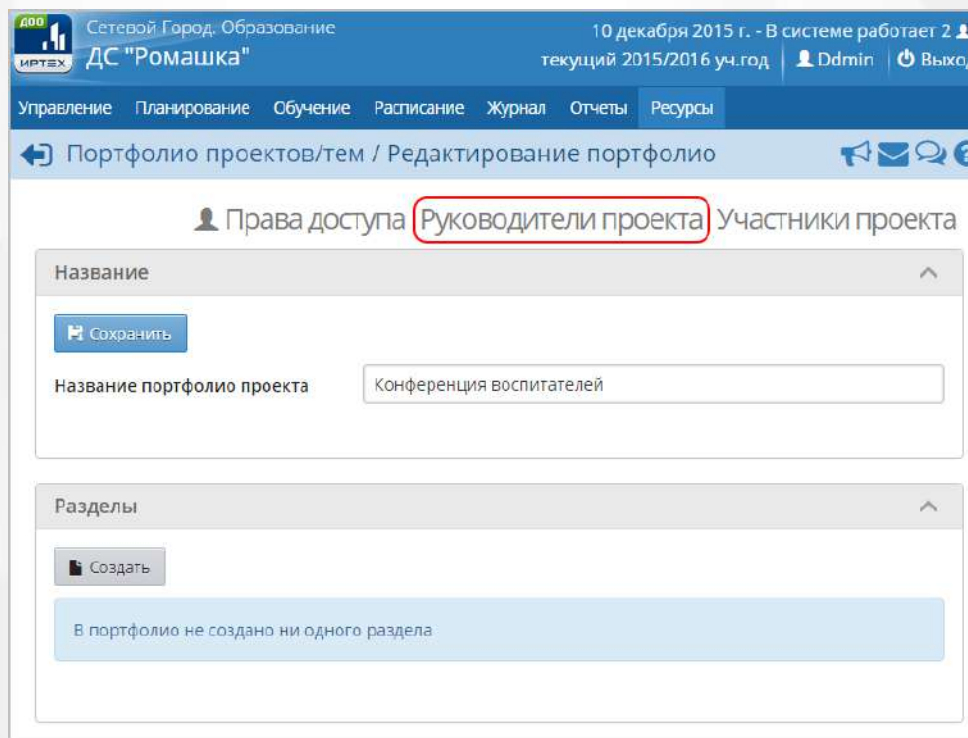 ДОО
ИРТЕХ
Сетевой Город. Образование
ДС "Ромашка"
10 декабря 2015 г. - В системе работает 2
текущий 2015/2016 уч.год Ddmin Выход
Управление Планирование Обучение Расписание Журнал Отчеты Ресурсы
Портфолио проектов/тем / Редактирование портфолио
Права доступа Руководители проекта Участники проекта
Название
Сохранить
Название портфолио проекта Конференция воспитателей
Разделы
Создать
В портфолио не создано ни одного раздела